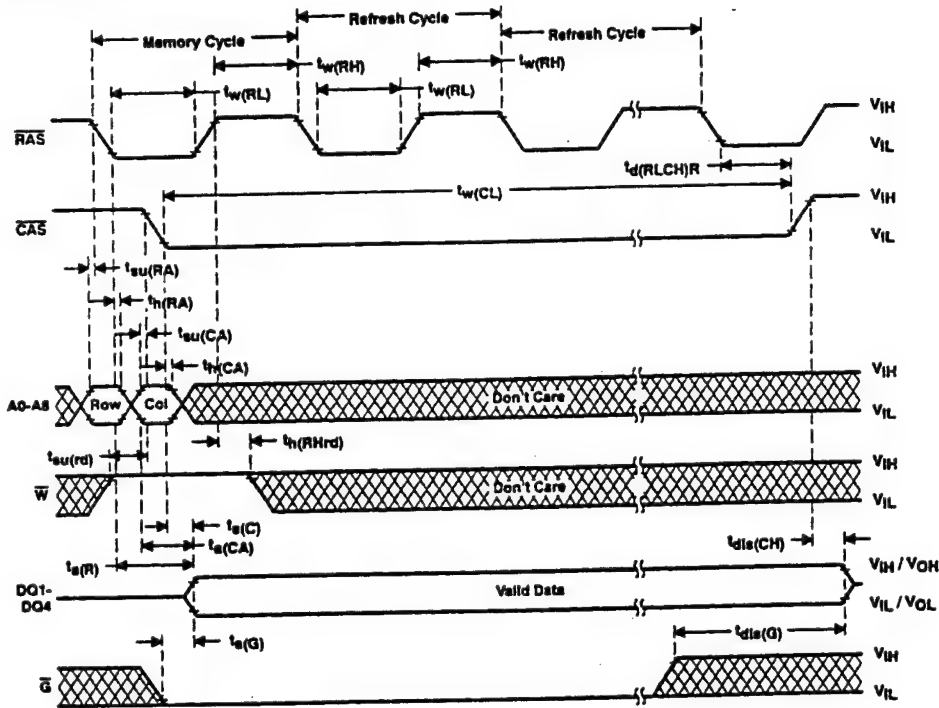 Refresh Cycle
Memory Cycle
Refresh Cycle
tw(RH)
tw(RH)
tw(RL)
tw(RL)
VIH
RAS
VIL
td(RLCH)R
tw(CL)
VIH
CAS
VIL
tsu(RA)
th(RA)
tsu(CA)
th(CA)
VIH
A0-A8
Row
Col
Don't Care
VIL
th(RHrd)
tsu(rd)
VIH
W
Don't Care
VIL
ta(C)
ta(CA)
tdis(CH)
ta(R)
VIH / VOH
DQ1-
DQ4
Valid Data
VIL / VOL
ta(G)
tdis(G)
VIH
G
VIL